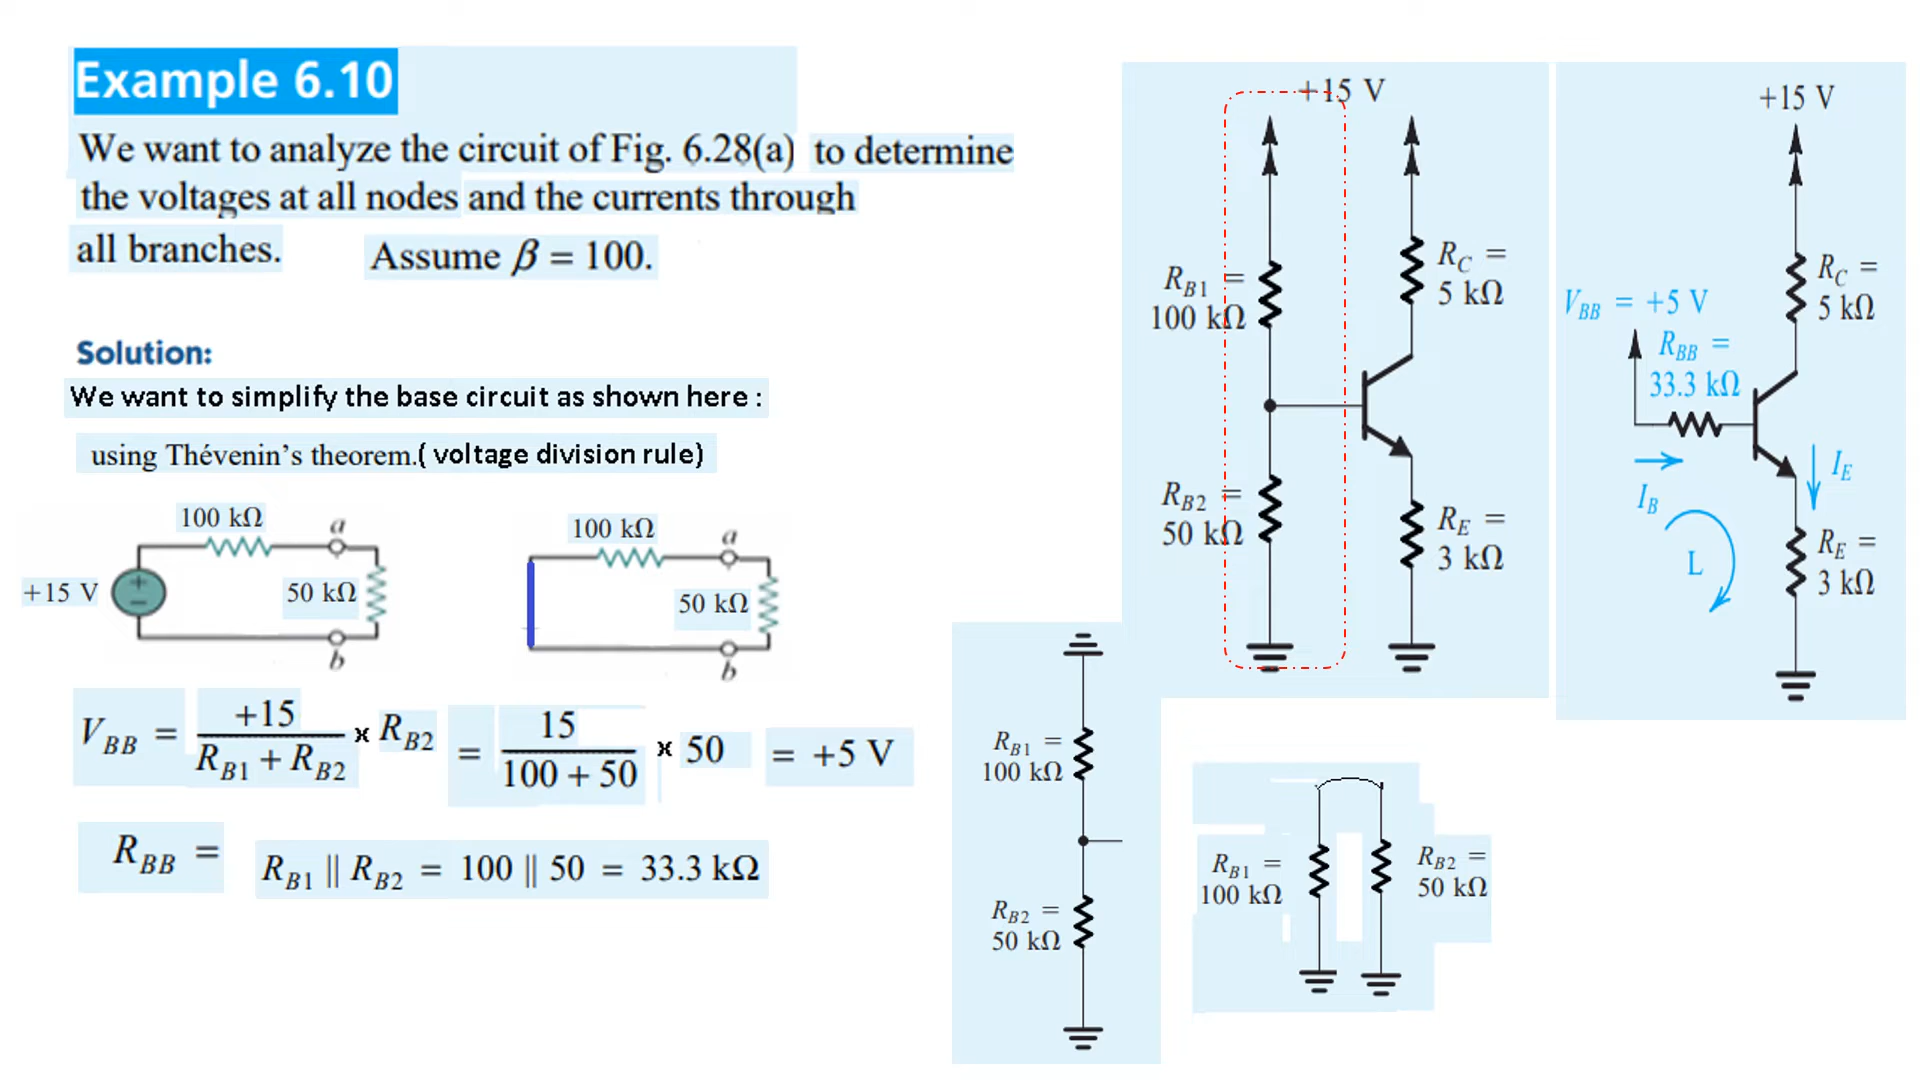 Example 6.10
We want to analyze the circuit of Fig. 6.28(a) to determine
the voltages at all nodes and the currents through
all branches. Assume β = 100.
Solution:
We want to simplify the base circuit as shown here :
using Thévenin’s theorem.( voltage division rule)
100 kΩ
a
+15 V
50 kΩ
b
100 kΩ
a
50 kΩ
b
V_BB = +15 / (R_B1 + R_B2) x R_B2 = 15 / (100 + 50) x 50 = +5 V
R_BB = R_B1 || R_B2 = 100 || 50 = 33.3 kΩ
+15 V
R_B1 =
100 kΩ
R_C =
5 kΩ
R_B2 =
50 kΩ
R_E =
3 kΩ
+15 V
V_BB = +5 V
R_BB =
33.3 kΩ
R_C =
5 kΩ
I_B
I_E
L
R_E =
3 kΩ
R_B1 =
100 kΩ
R_B2 =
50 kΩ
R_B1 =
100 kΩ
R_B2 =
50 kΩ